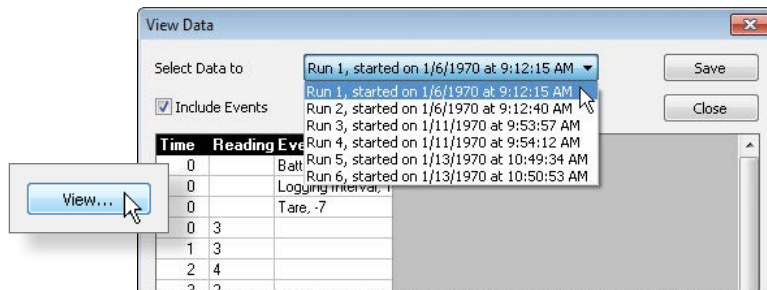 View Data
Select Data to Run 1, started on 1/6/1970 at 9:12:15 AM Save
Run 1, started on 1/6/1970 at 9:12:15 AM
Include Events Run 2, started on 1/6/1970 at 9:12:40 AM Close
Run 3, started on 1/11/1970 at 9:53:57 AM
Run 4, started on 1/11/1970 at 9:54:12 AM
Run 5, started on 1/13/1970 at 10:49:34 AM
Run 6, started on 1/13/1970 at 10:50:53 AM
Time Reading Eve
0 Batt
0 Logging Interval, 1
0 Tare, -7
0 3
1 3
2 4
View...